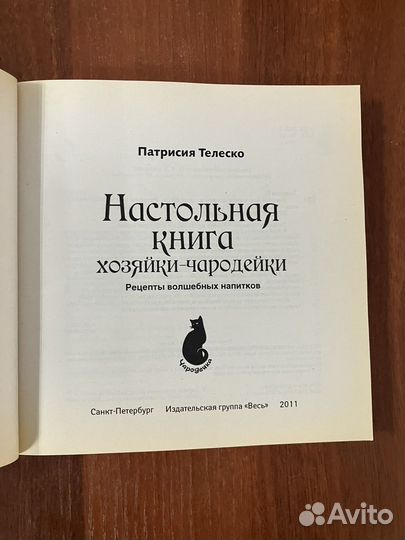 Патрисия Телеско
Настольная
книга
хозяйки-чародейки
Рецепты волшебных напитков
Чародейка
Санкт-Петербург Издательская группа «Весь» 2011
Avito